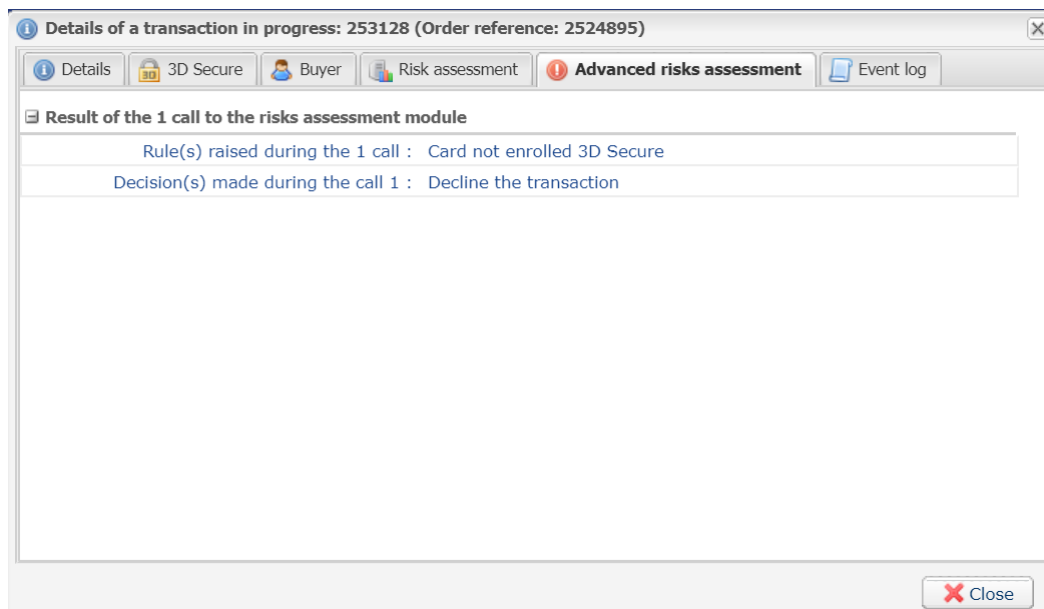 Details of a transaction in progress: 253128 (Order reference: 2524895)
Details 3D Secure Buyer Risk assessment Advanced risks assessment Event log
Result of the 1 call to the risks assessment module
Rule(s) raised during the 1 call : Card not enrolled 3D Secure
Decision(s) made during the call 1 : Decline the transaction
Close